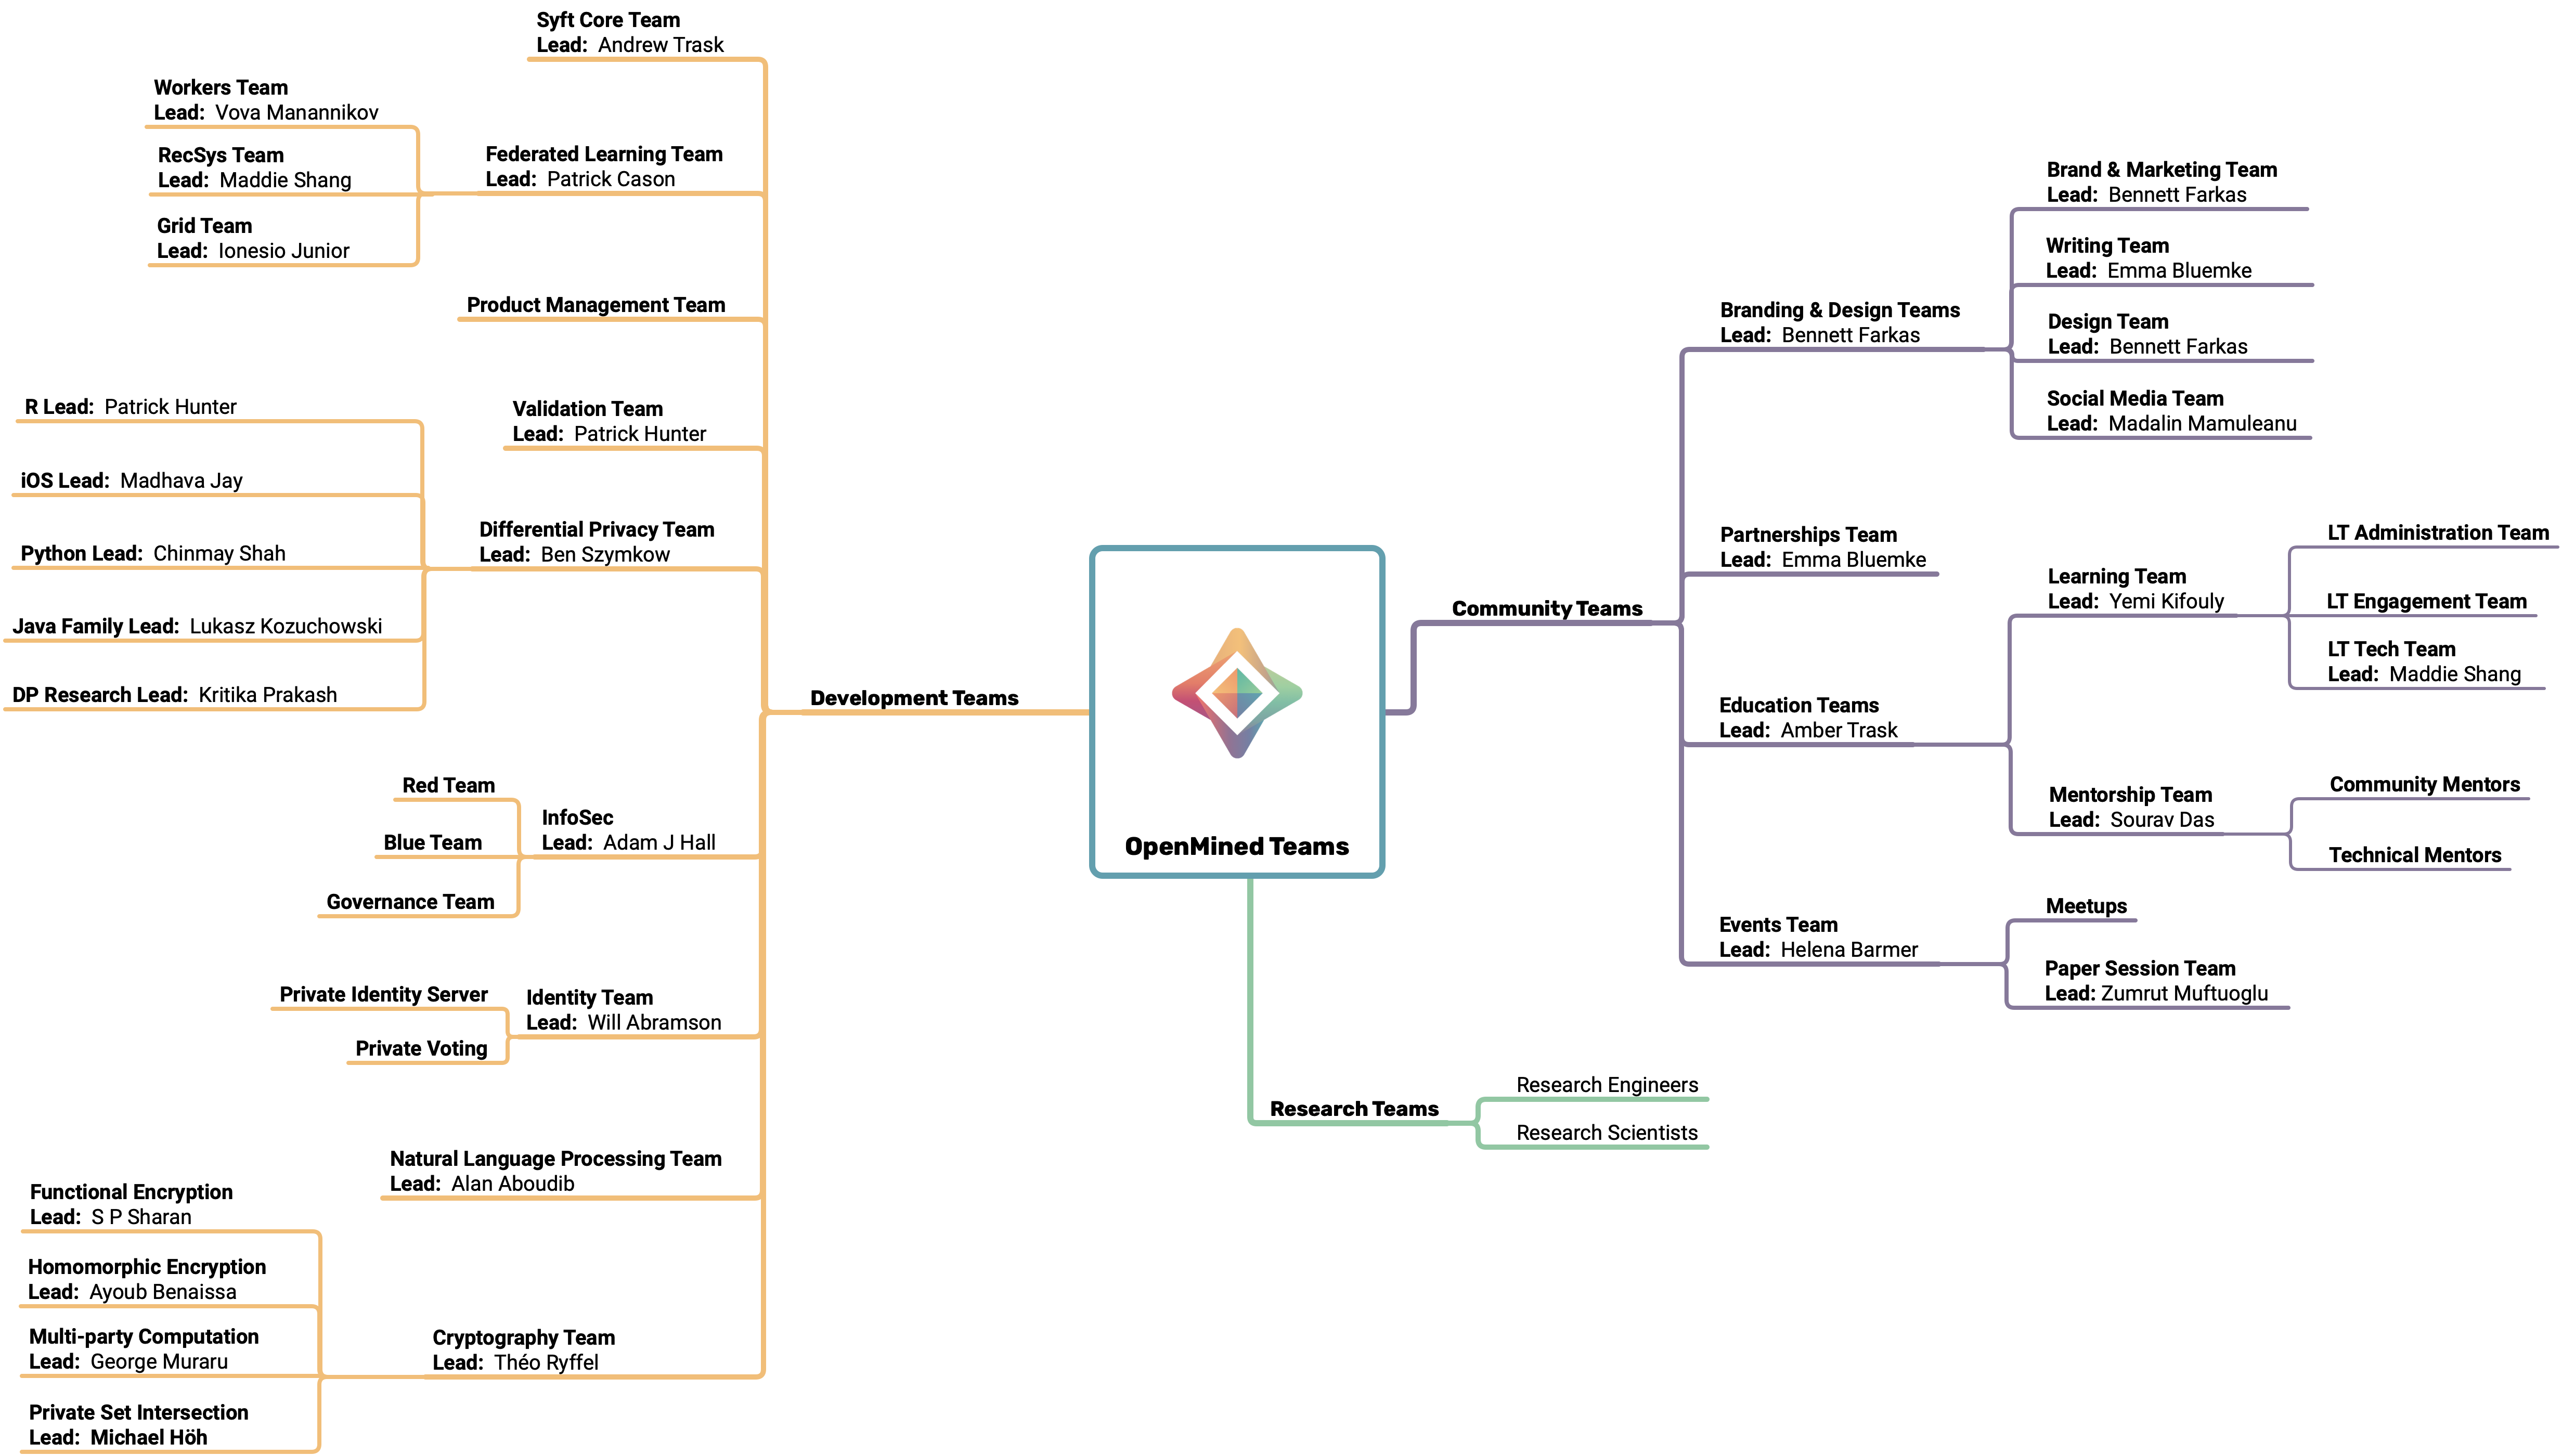 Syft Core Team
Lead: Andrew Trask
Workers Team
Lead: Vova Manannikov
RecSys Team
Lead: Maddie Shang
Grid Team
Lead: Ionesio Junior
Federated Learning Team
Lead: Patrick Cason
Product Management Team
Validation Team
Lead: Patrick Hunter
R Lead: Patrick Hunter
iOS Lead: Madhava Jay
Python Lead: Chinmay Shah
Java Family Lead: Lukasz Kozuchowski
DP Research Lead: Kritika Prakash
Differential Privacy Team
Lead: Ben Szymkow
Development Teams
Red Team
Blue Team
Governance Team
InfoSec
Lead: Adam J Hall
Private Identity Server
Private Voting
Identity Team
Lead: Will Abramson
Natural Language Processing Team
Lead: Alan Aboudib
Functional Encryption
Lead: S P Sharan
Homomorphic Encryption
Lead: Ayoub Benaissa
Multi-party Computation
Lead: George Muraru
Private Set Intersection
Lead: Michael Höh
Cryptography Team
Lead: Théo Ryffel
OpenMined Teams
Community Teams
Branding & Design Teams
Lead: Bennett Farkas
Brand & Marketing Team
Lead: Bennett Farkas
Writing Team
Lead: Emma Bluemke
Design Team
Lead: Bennett Farkas
Social Media Team
Lead: Madalin Mamuleanu
Partnerships Team
Lead: Emma Bluemke
Education Teams
Lead: Amber Trask
Learning Team
Lead: Yemi Kifouly
LT Administration Team
LT Engagement Team
LT Tech Team
Lead: Maddie Shang
Mentorship Team
Lead: Sourav Das
Community Mentors
Technical Mentors
Events Team
Lead: Helena Barmer
Meetups
Paper Session Team
Lead: Zumrut Muftuoglu
Research Teams
Research Engineers
Research Scientists